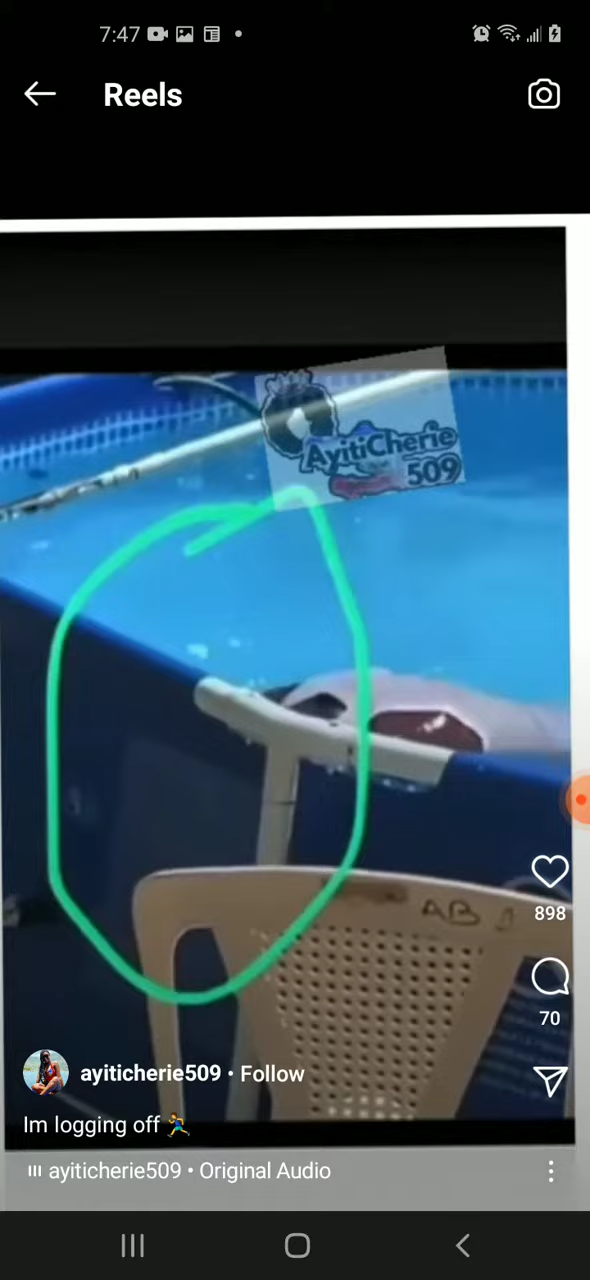 7:47
Reels
AyitiCherie
509
898
AB
70
ayiticherie509 • Follow
Im logging off🏃‍♂️
ayiticherie509 • Original Audio